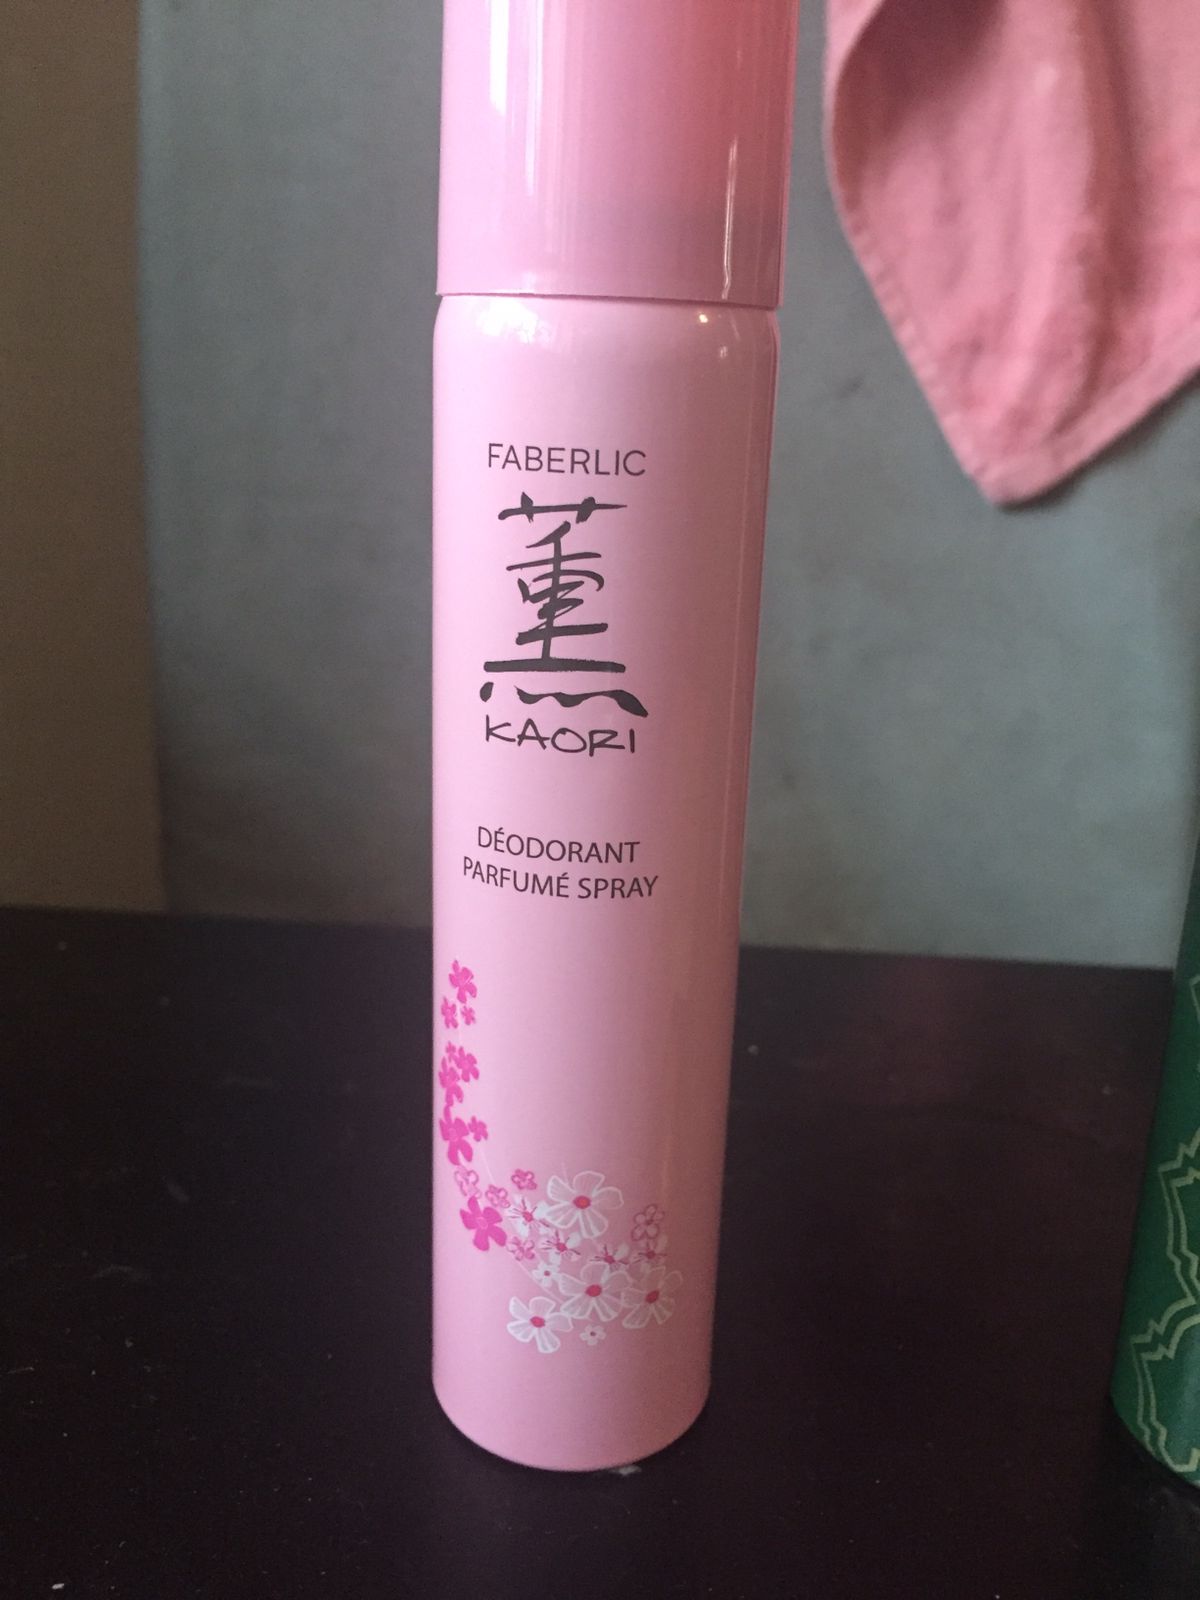 FABERLIC
薫
KAORI
DÉODORANT
PARFUMÉ SPRAY